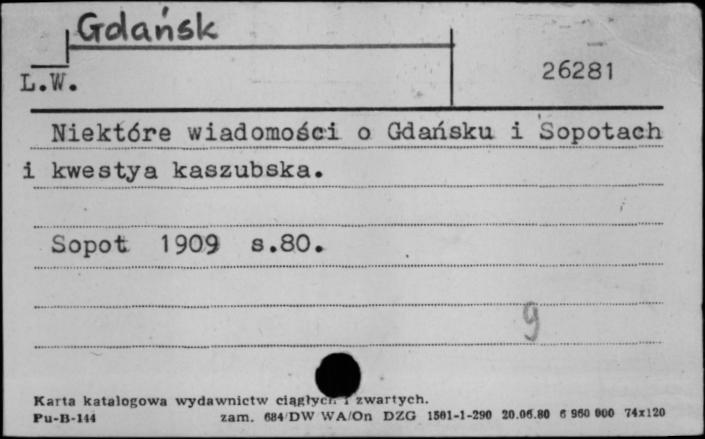 Gdańsk
L.W.
26281
Niektóre wiadomości o Gdańsku i Sopotach
i kwestya kaszubska.
Sopot 1909 s.80.
9
Karta katalogowa wydawnictw ciągłych i zwartych.
Pu-B-144 zam. 684/DW WA/On DZG 1501-1-290 20.06.80 6 960 000 74x120